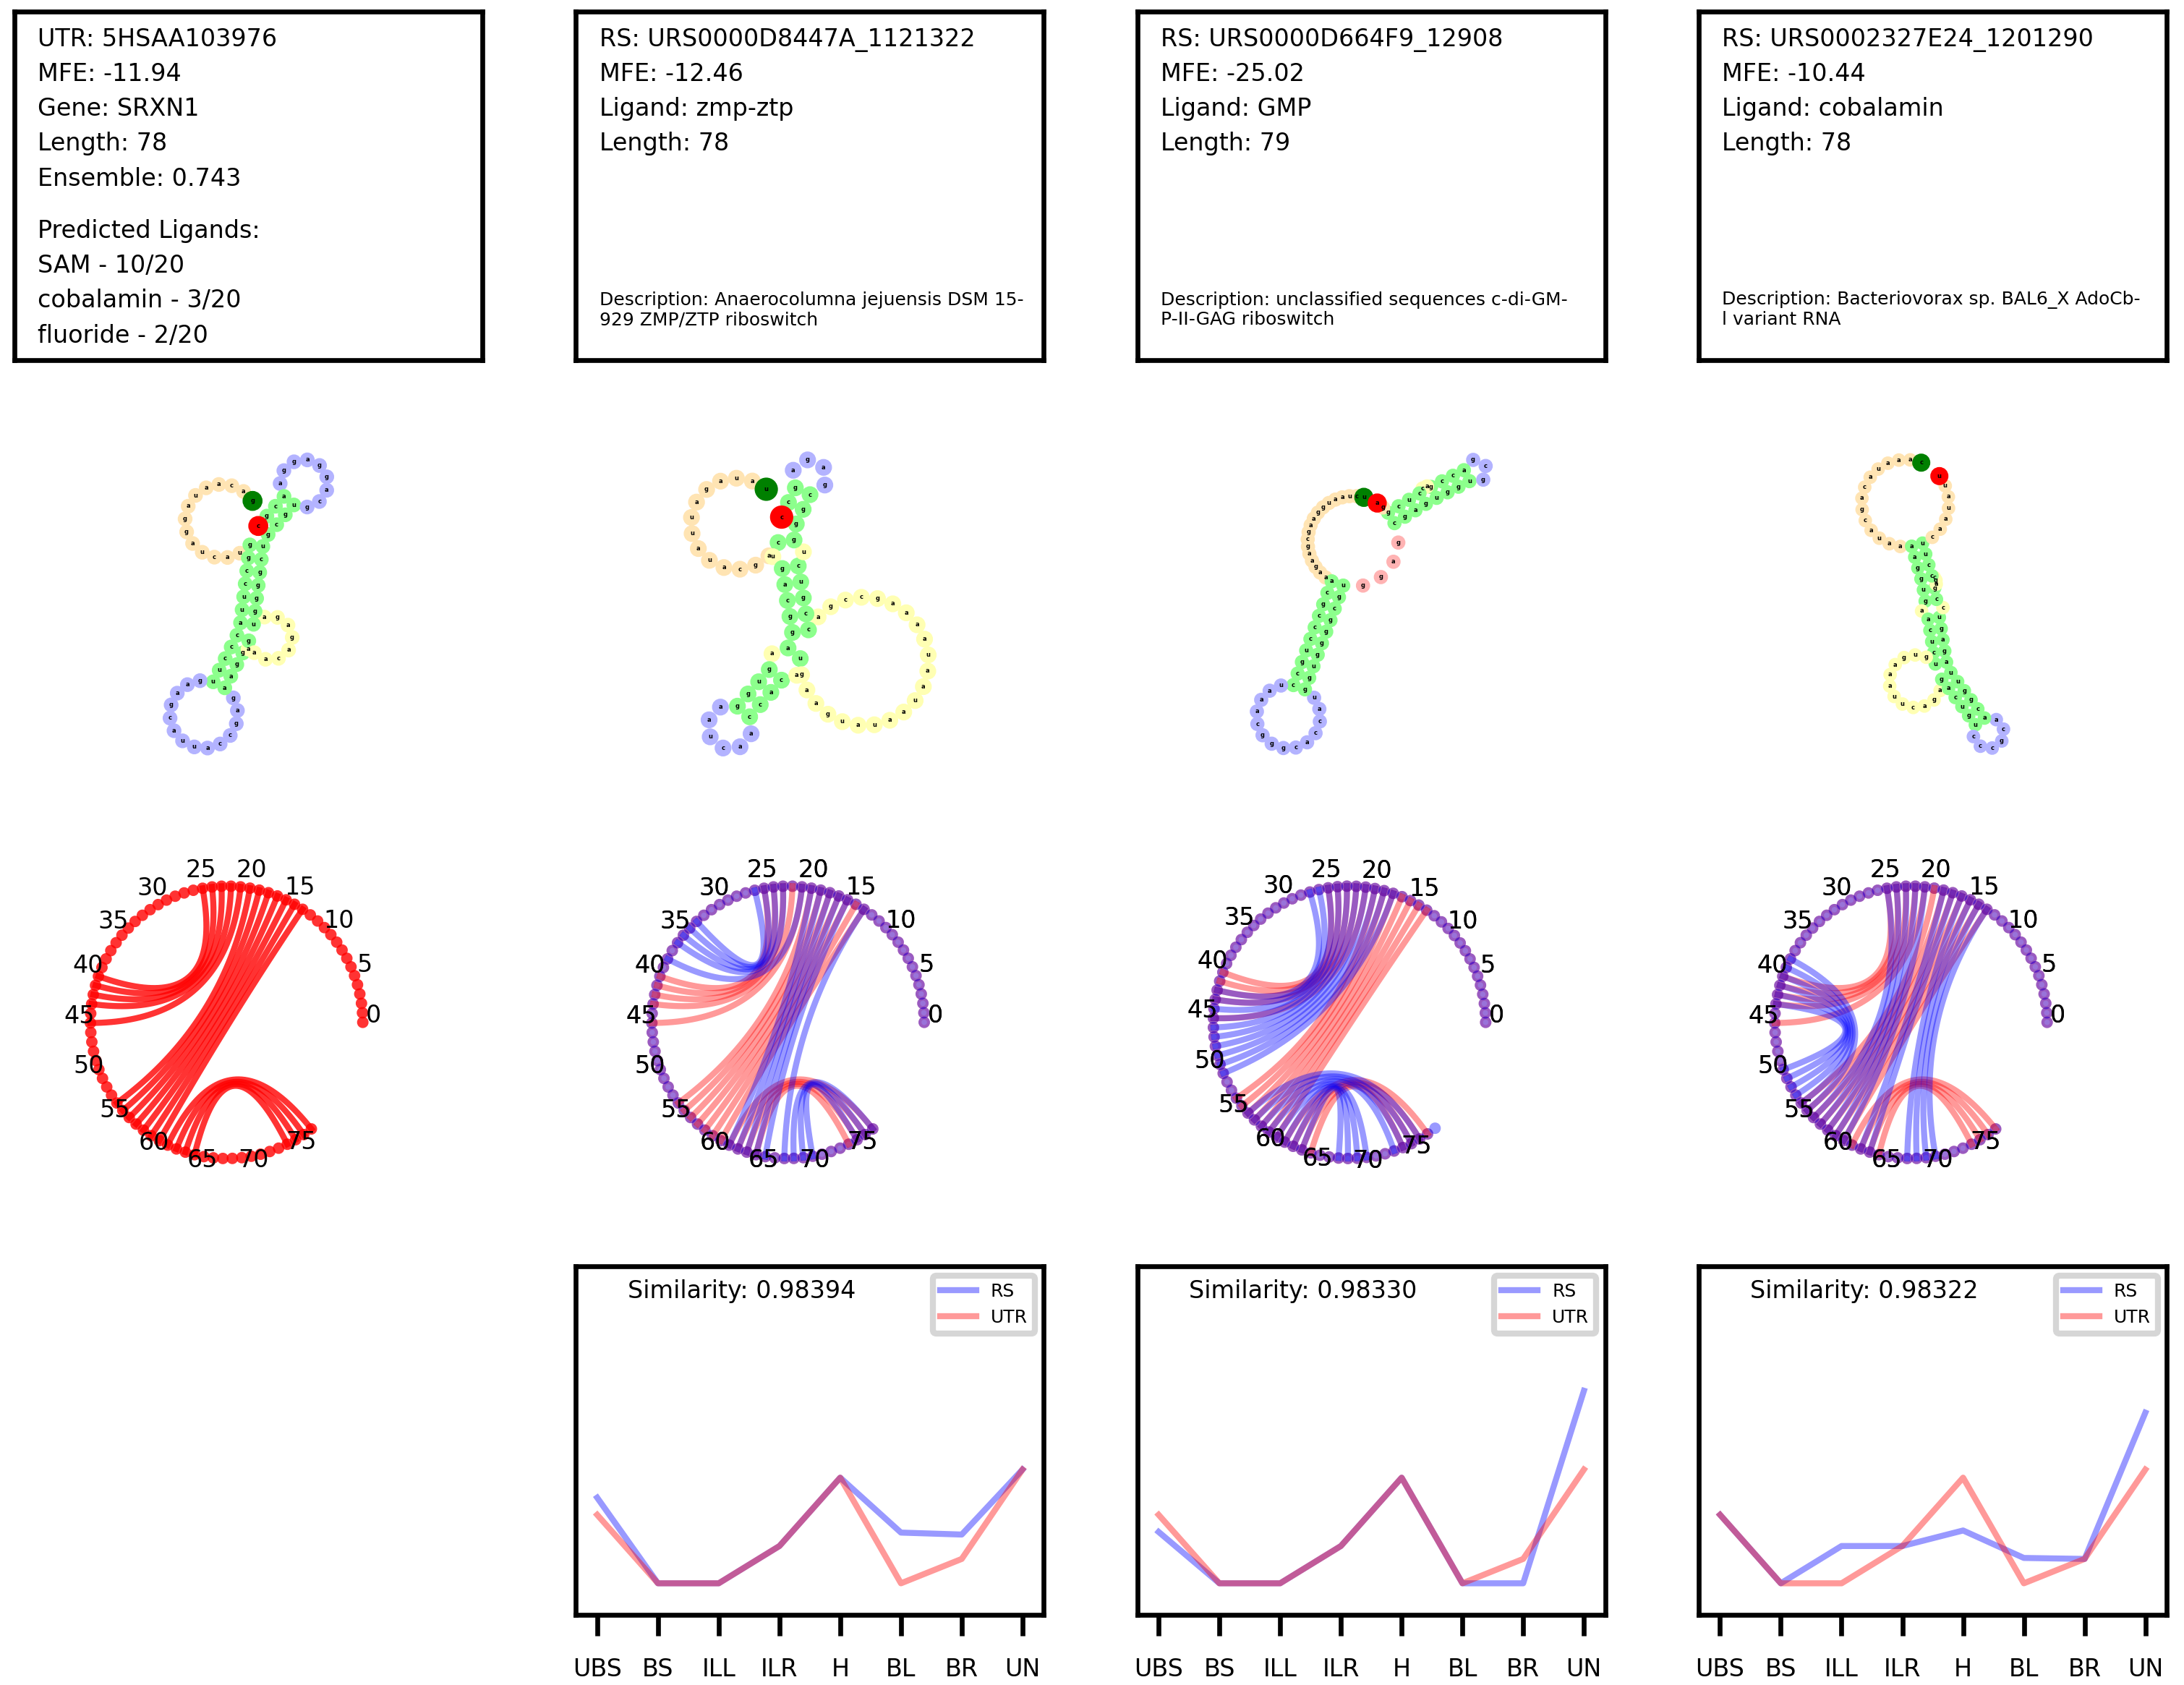 UTR: 5HSAA103976
MFE: -11.94
Gene: SRXN1
Length: 78
Ensemble: 0.743
Predicted Ligands:
SAM - 10/20
cobalamin - 3/20
fluoride - 2/20
RS: URS0000D8447A_1121322
MFE: -12.46
Ligand: zmp-ztp
Length: 78
Description: Anaerocolumna jejuensis DSM 15-
929 ZMP/ZTP riboswitch
RS: URS0000D664F9_12908
MFE: -25.02
Ligand: GMP
Length: 79
Description: unclassified sequences c-di-GM-
P-II-GAG riboswitch
RS: URS0002327E24_1201290
MFE: -10.44
Ligand: cobalamin
Length: 78
Description: Bacteriovorax sp. BAL6_X AdoCb-
l variant RNA
0 5 10 15 20 25 30 35 40 45 50 55 60 65 70 75
0 5 10 15 20 25 30 35 40 45 50 55 60 65 70 75
0 5 10 15 20 25 30 35 40 45 50 55 60 65 70 75
0 5 10 15 20 25 30 35 40 45 50 55 60 65 70 75
Similarity: 0.98394
RS
UTR
UBS BS ILL ILR H BL BR UN
Similarity: 0.98330
RS
UTR
UBS BS ILL ILR H BL BR UN
Similarity: 0.98322
RS
UTR
UBS BS ILL ILR H BL BR UN